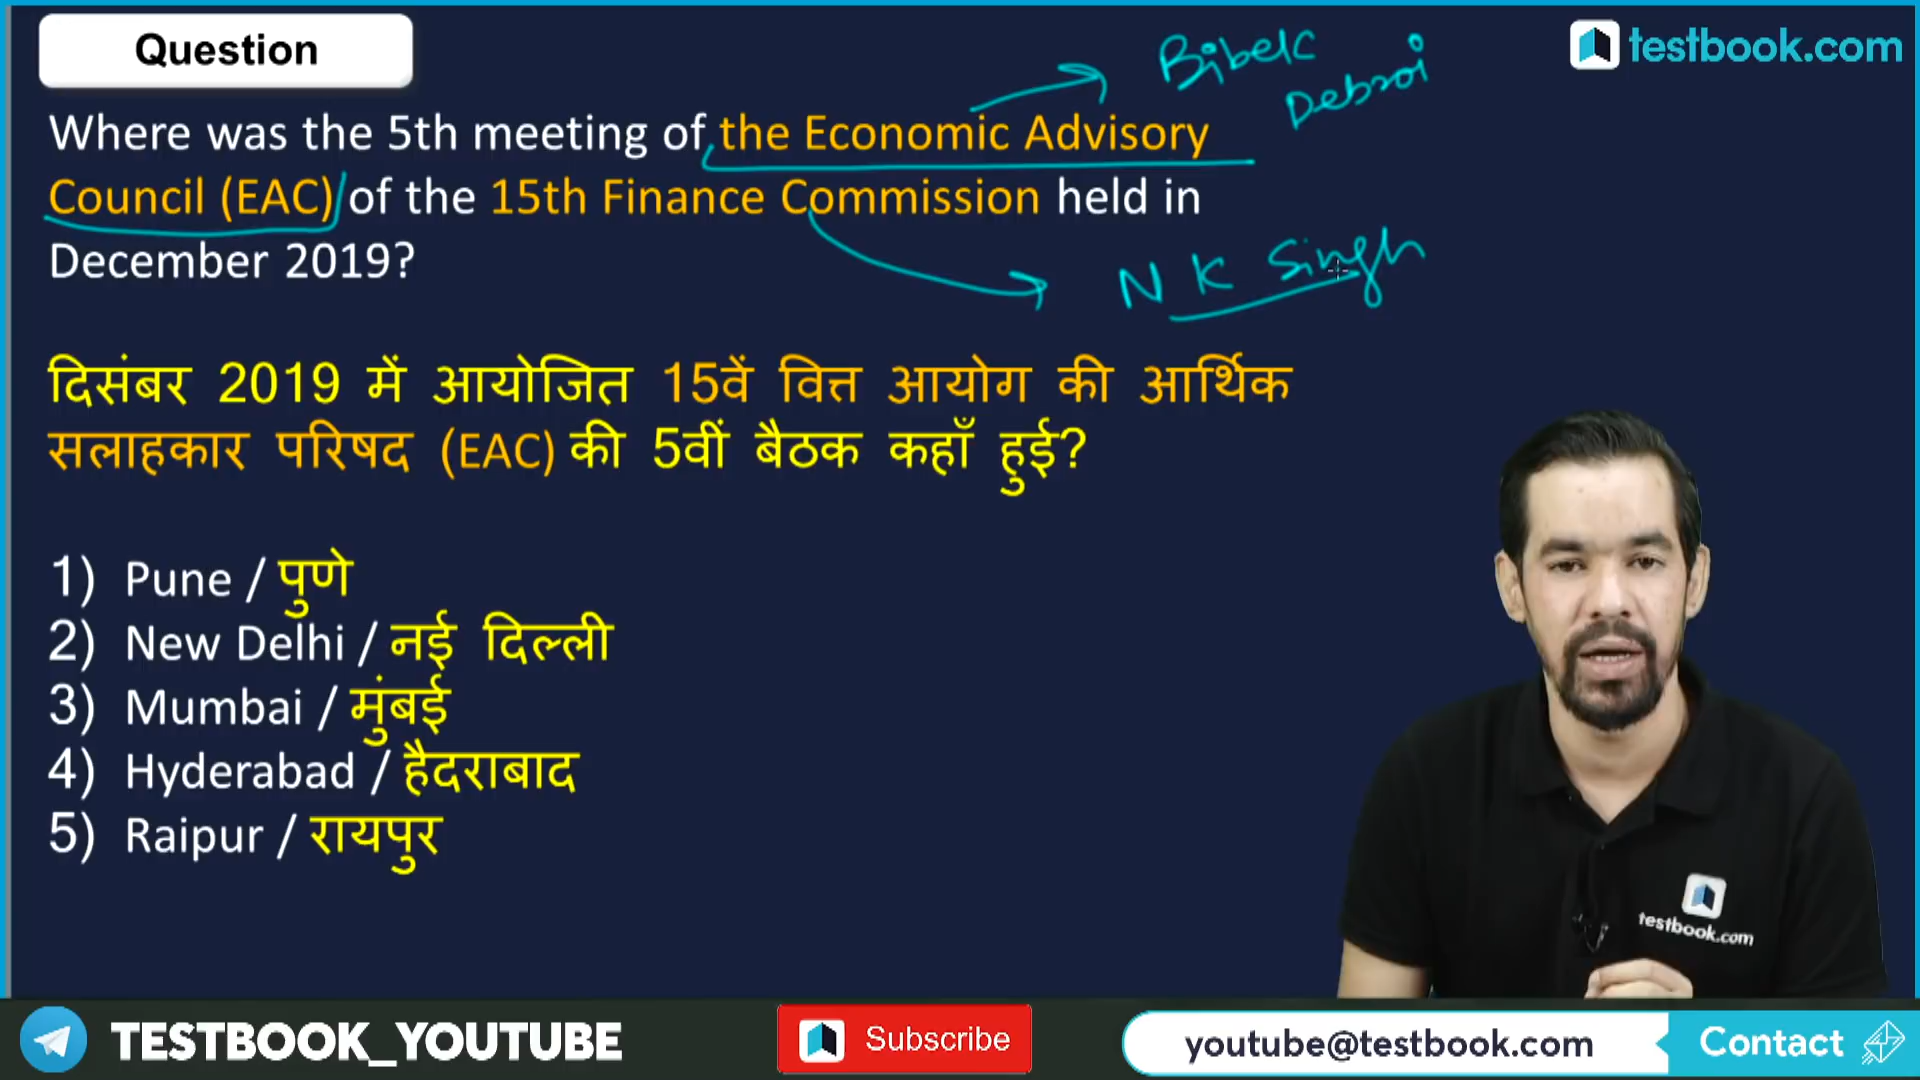 Question
testbook.com
Bibek
Debroi
Where was the 5th meeting of the Economic Advisory
Council (EAC) of the 15th Finance Commission held in
December 2019?
N K Singh
दिसंबर 2019 में आयोजित 15वें वित्त आयोग की आर्थिक
सलाहकार परिषद (EAC) की 5वीं बैठक कहाँ हुई?
1) Pune / पुणे
2) New Delhi / नई दिल्ली
3) Mumbai / मुंबई
4) Hyderabad / हैदराबाद
5) Raipur / रायपुर
testbook.com
TESTBOOK_YOUTUBE
Subscribe
youtube@testbook.com
Contact